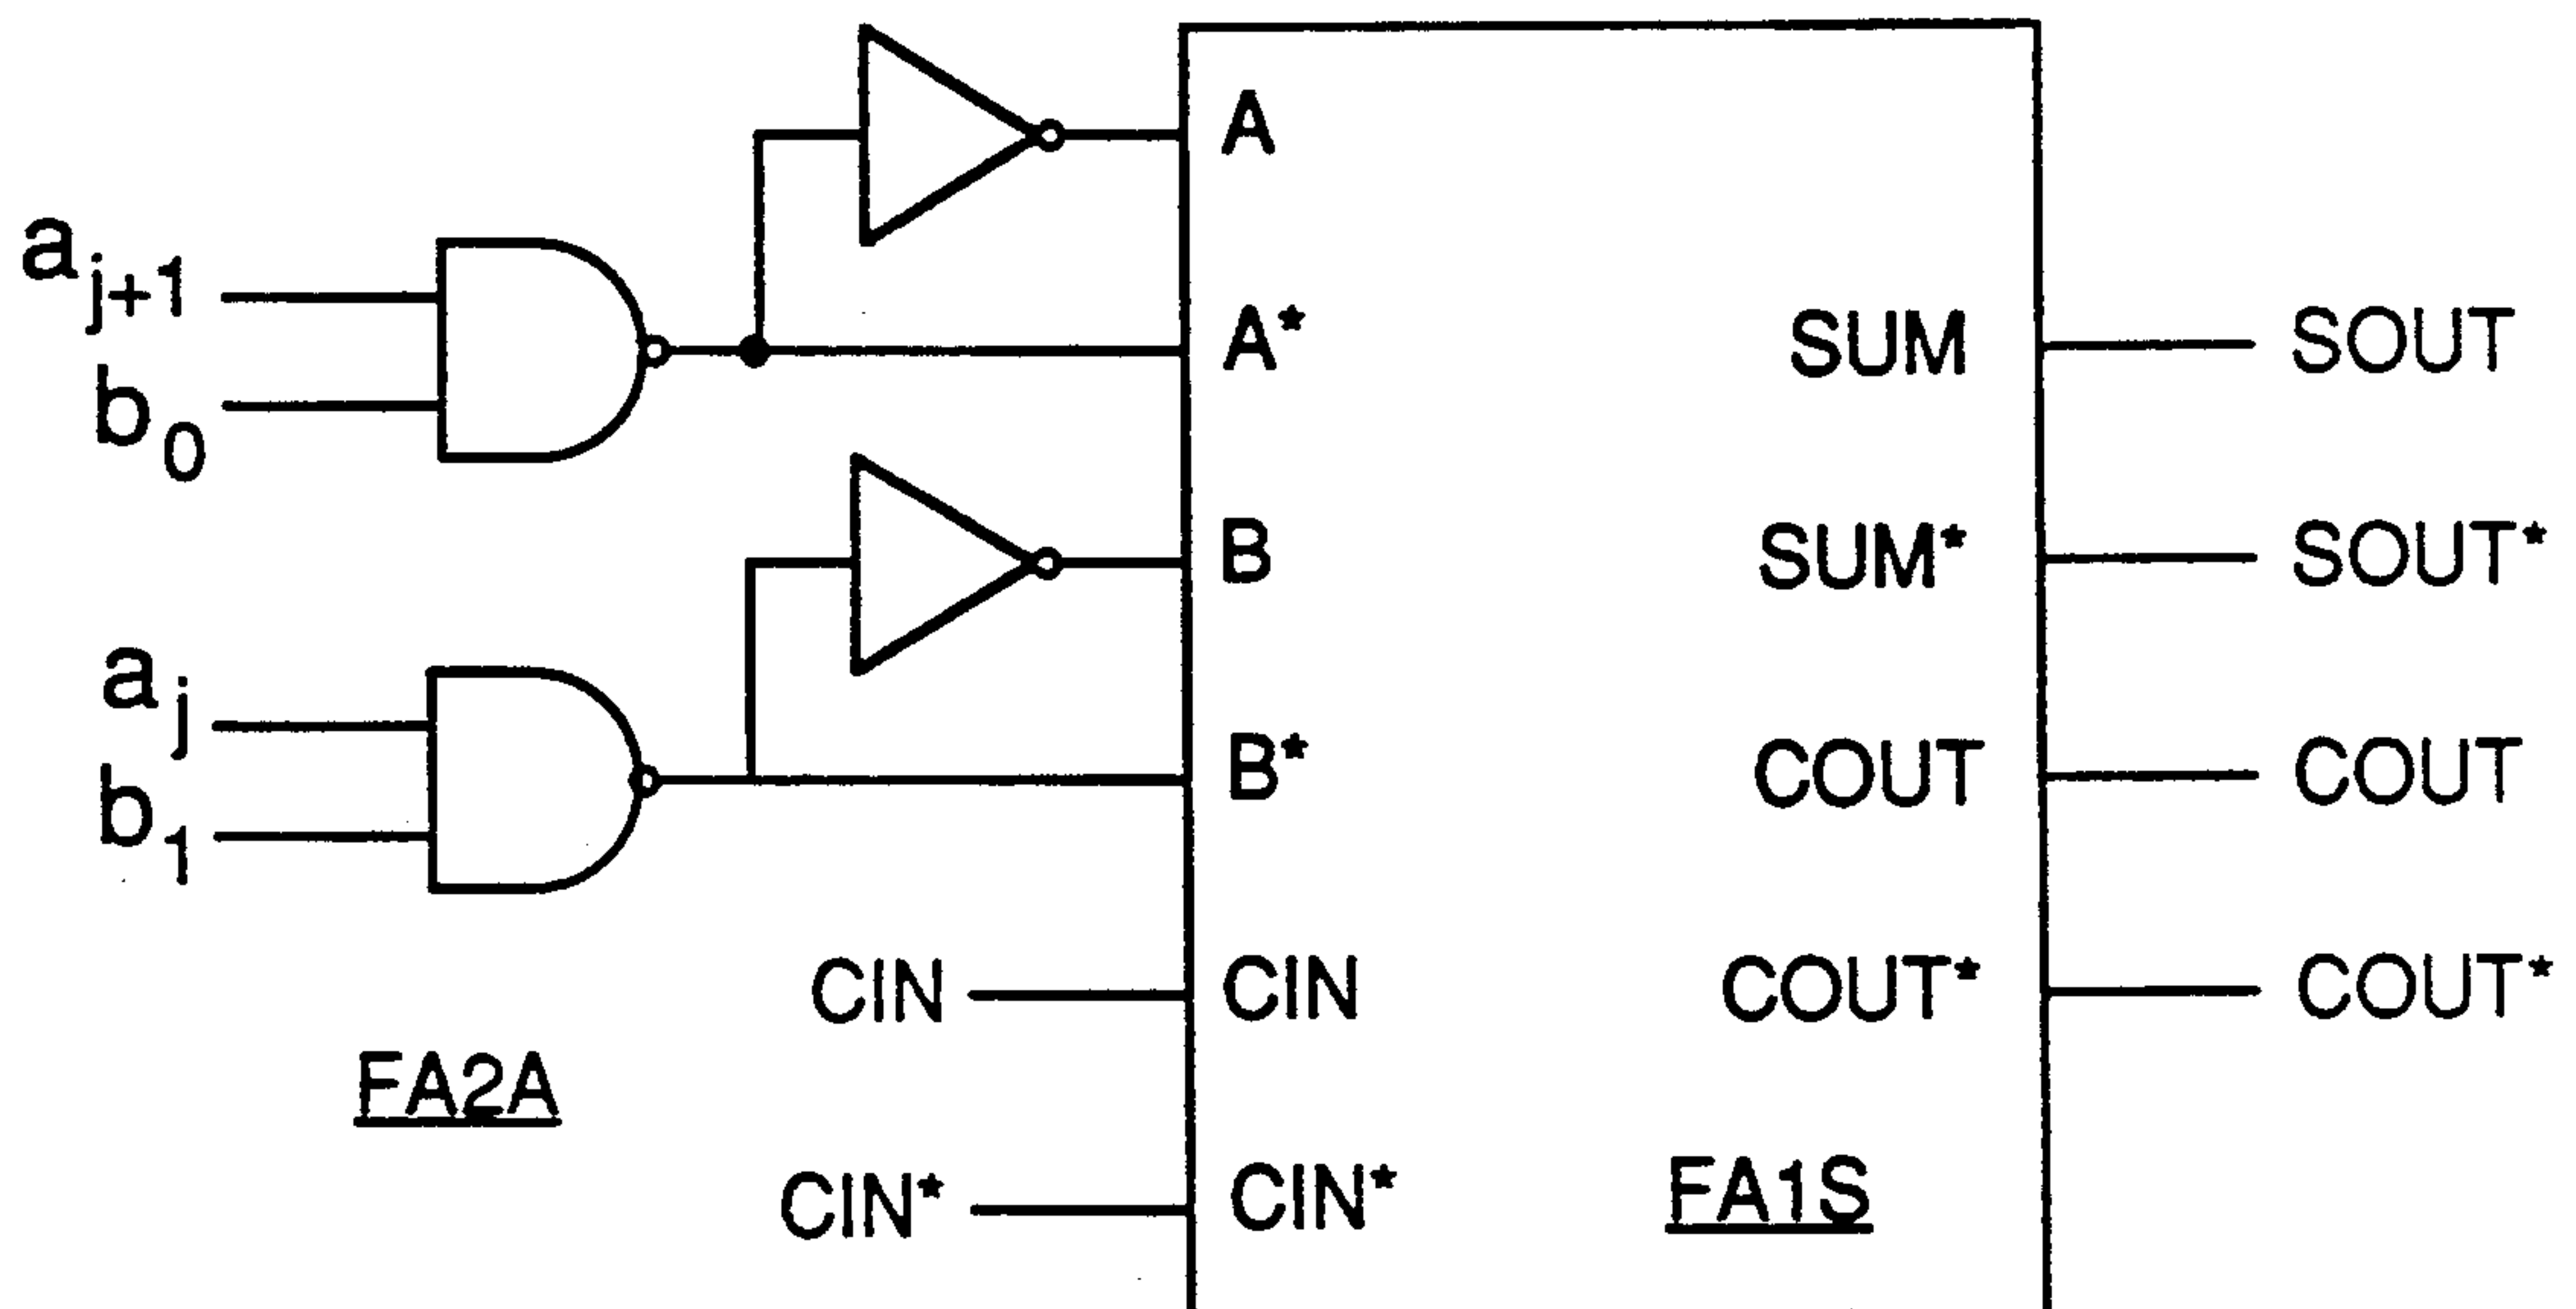 A
a j+1
A*
SUM
SOUT
b 0
B
SUM*
SOUT*
a j
B*
COUT
COUT
b 1
CIN
CIN
COUT*
COUT*
FA2A
CIN*
CIN*
FA1S